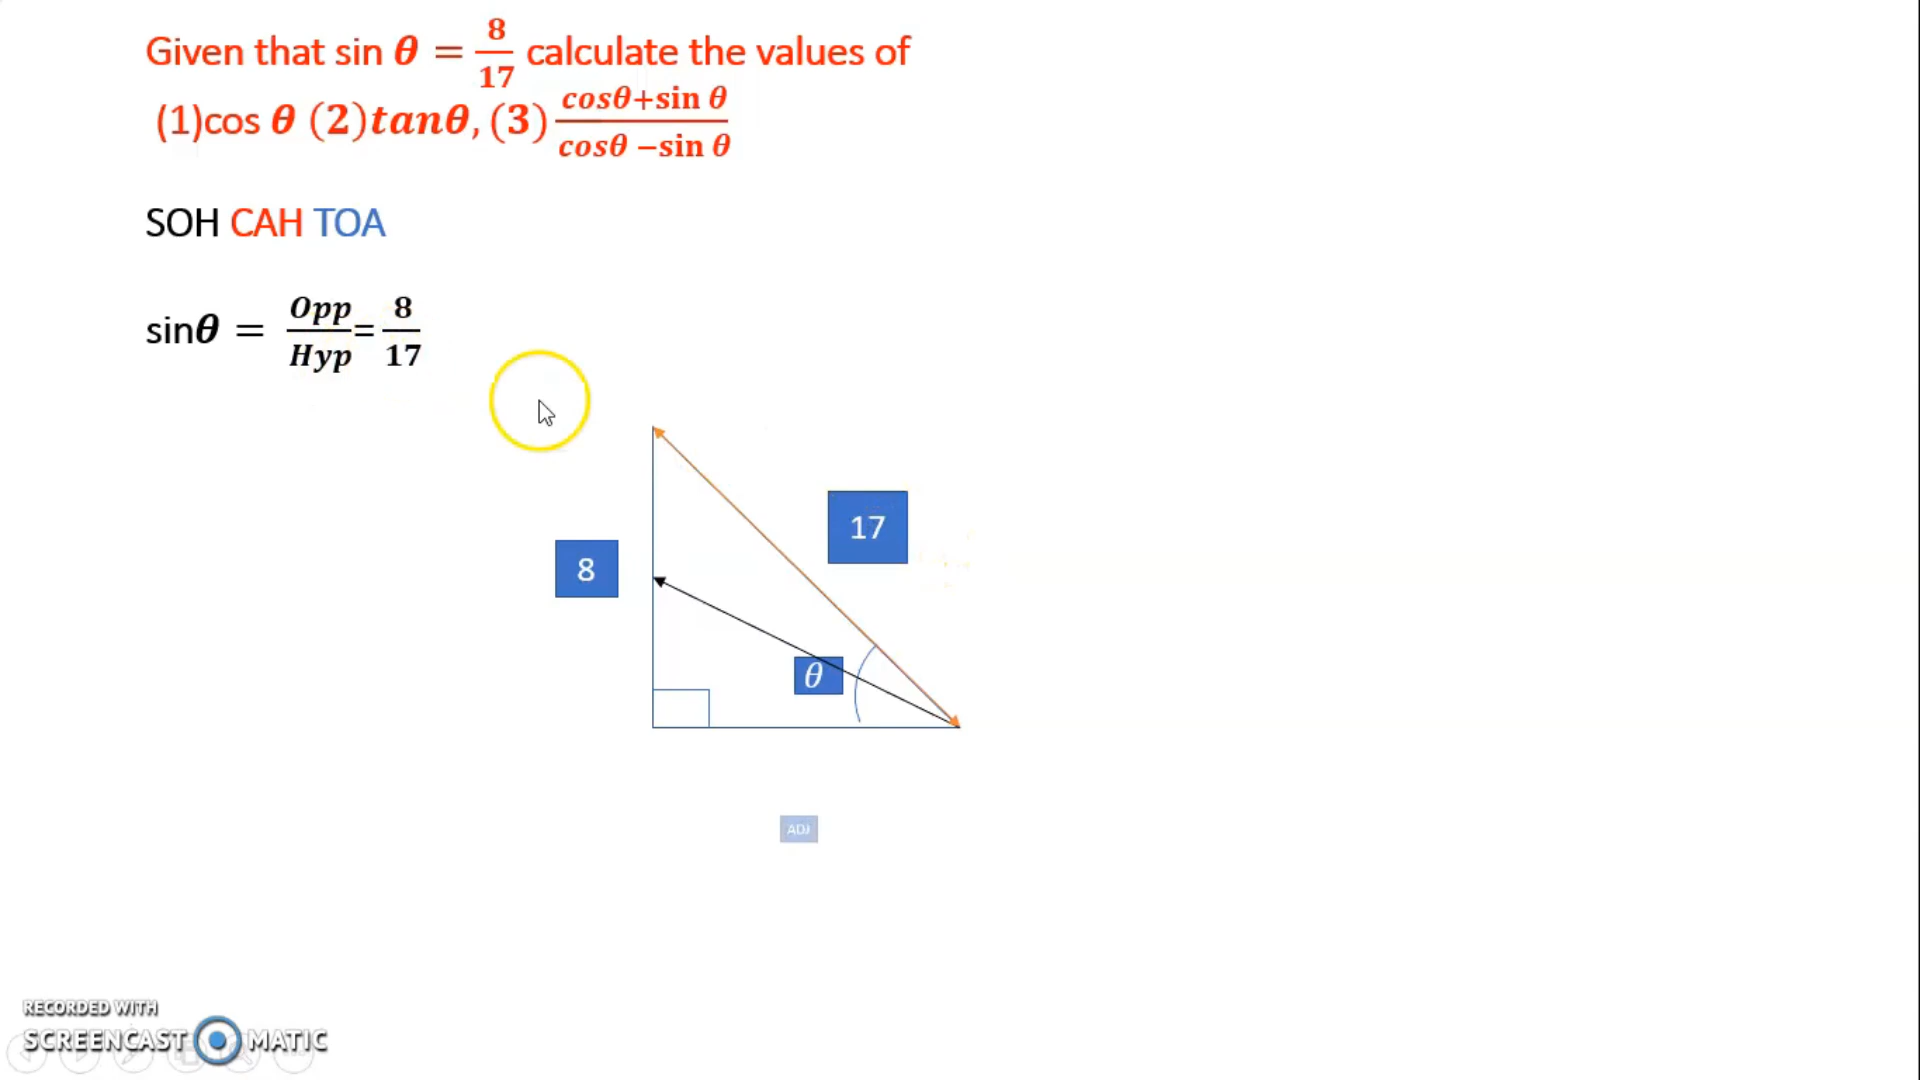 Given that sin θ = 8/17 calculate the values of
(1)cos θ (2)tanθ, (3) cosθ+sin θ/cosθ −sin θ
SOH CAH TOA
sinθ = Opp/Hyp = 8/17
17
8
θ
ADJ
RECORDED WITH
SCREENCAST MATIC